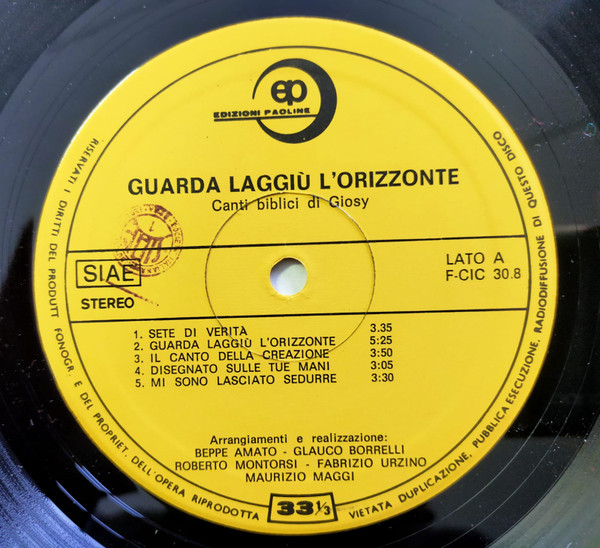 ep
EDIZIONI PAOLINE
GUARDA LAGGIÙ L'ORIZZONTE
Canti biblici di Giosy
SIAE
STEREO
LATO A
F-CIC 30.8
1. SETE DI VERITÀ 3.35
2. GUARDA LAGGIÙ L'ORIZZONTE 5:25
3. IL CANTO DELLA CREAZIONE 3:50
4. DISEGNATO SULLE TUE MANI 3:05
5. MI SONO LASCIATO SEDURRE 3:30
Arrangiamenti e realizzazione:
BEPPE AMATO - GLAUCO BORRELLI
ROBERTO MONTORSI - FABRIZIO URZINO
MAURIZIO MAGGI
33 1/3
RISERVATI I DIRITTI DEL PRODUTT FONOGR. E DEL PROPRIET. DELL'OPERA RIPRODOTTA
VIETATA DUPLICAZIONE, PUBBLICA ESECUZIONE, RADIODIFFUSIONE DI QUESTO DISCO